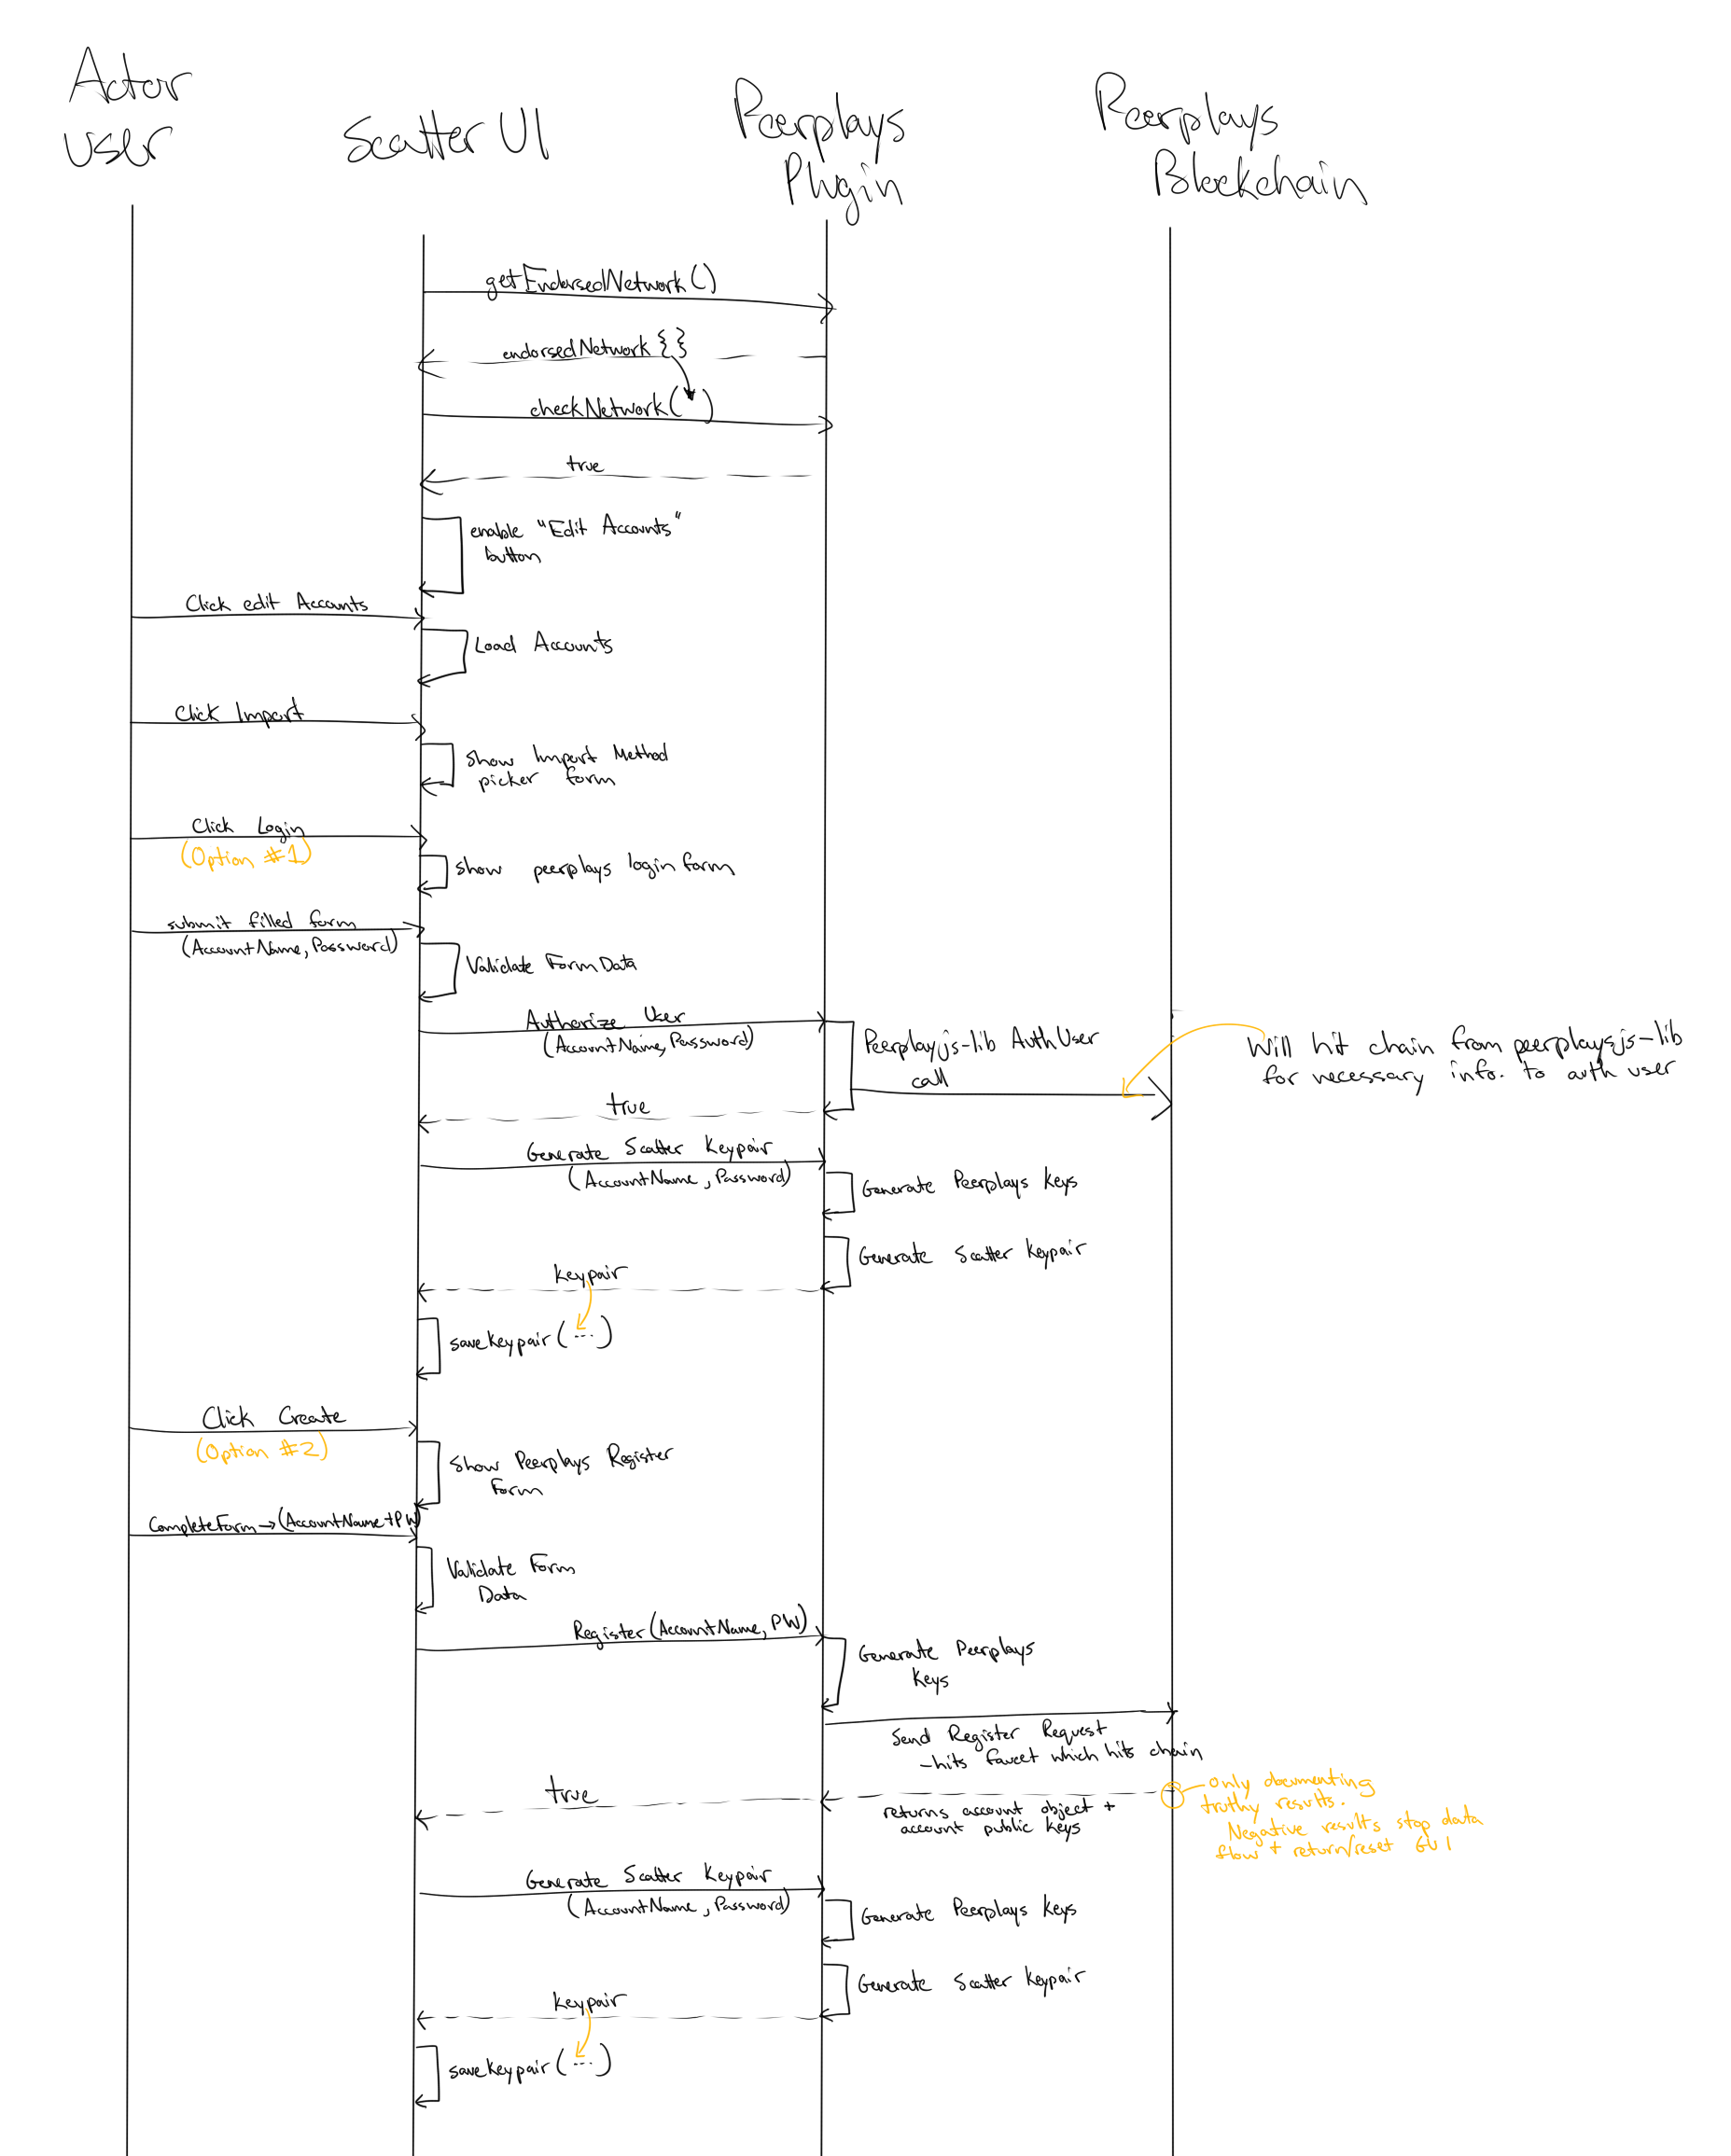 Actor
User
Scatter UI
Peerplays
Plugin
Peerplays
Blockchain
getEndorsedNetwork()
endorsedNetwork {}
checkNetwork( )
true
enable "Edit Accounts"
button
Click edit Accounts
Load Accounts
Click Import
Show Import Method
picker form
Click Login
(Option #1)
show peerplays login form
submit filled form
(AccountName, Password)
Validate Form Data
Authorize User
(AccountName, Password)
Peerplayjs-lib AuthUser
call
Will hit chain from peerplaysjs-lib
for necessary info. to auth user
true
Generate Scatter Keypair
(AccountName, Password)
Generate Peerplays Keys
Generate Scatter Keypair
Keypair
saveKeypair(...)
Click Create
(Option #2)
Show Peerplays Register
Form
CompleteForm→(AccountName+PW)
Validate Form
Data
Register(AccountName, PW)
Generate Peerplays
Keys
Send Register Request
-hits faucet which hits chain
true
returns account object +
account public keys
only documenting
truthy results.
Negative results stop data
flow + return/reset GUI
Generate Scatter Keypair
(AccountName, Password)
Generate Peerplays Keys
Generate Scatter Keypair
Keypair
saveKeypair(...)